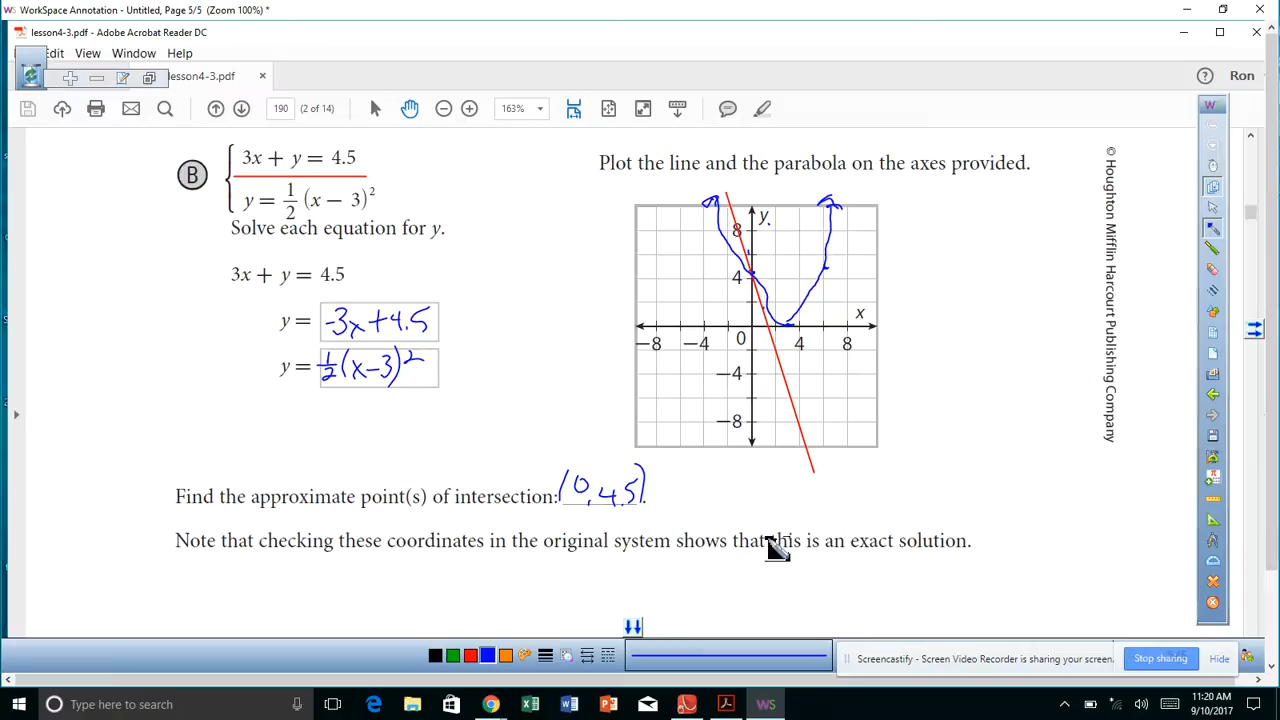 WorkSpace Annotation - Untitled, Page 5/5 (Zoom 100%) *
lesson4-3.pdf - Adobe Acrobat Reader DC
Edit View Window Help
lesson4-3.pdf ×
Ron
190 (2 of 14) 163%
B
3x + y = 4.5
y = 1/2 (x − 3)²
Solve each equation for y.
3x + y = 4.5
y = -3x+4.5
y = 1/2(x-3)²
Plot the line and the parabola on the axes provided.
y
8
4
x
−8 −4 0 4 8
−4
−8
© Houghton Mifflin Harcourt Publishing Company
Find the approximate point(s) of intersection: (0, 4.5).
Note that checking these coordinates in the original system shows that this is an exact solution.
Screencastify - Screen Video Recorder is sharing your screen.
Stop sharing
Hide
Type here to search
11:20 AM
9/10/2017